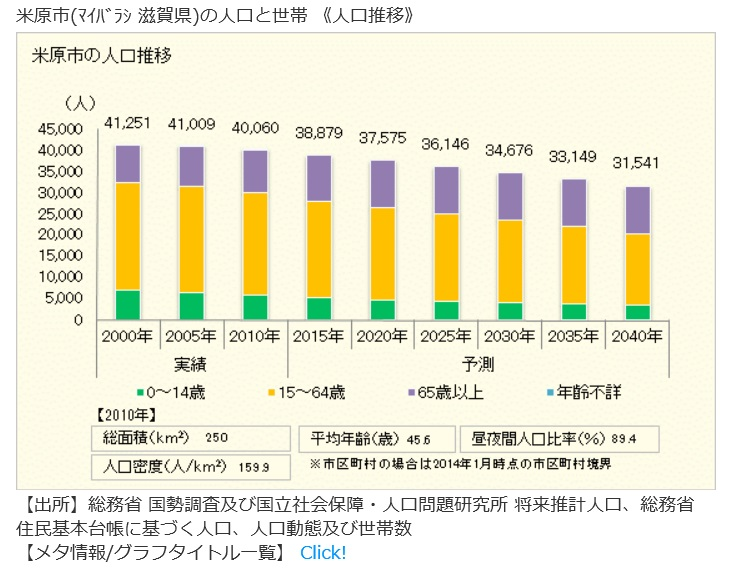 米原市(ﾏｲﾊﾞﾗｼ 滋賀県)の人口と世帯 《人口推移》
米原市の人口推移
（人）
41,251 41,009 40,060 38,879 37,575 36,146 34,676 33,149 31,541
45,000
40,000
35,000
30,000
25,000
20,000
15,000
10,000
5,000
0
2000年 2005年 2010年 2015年 2020年 2025年 2030年 2035年 2040年
実績 予測
0～14歳 15～64歳 65歳以上 年齢不詳
【2010年】
総面積(km²) 250 平均年齢(歳) 45.6 昼夜間人口比率(%) 89.4
人口密度(人/km²) 159.9 ※市区町村の場合は2014年1月時点の市区町村境界
【出所】総務省 国勢調査及び国立社会保障・人口問題研究所 将来推計人口、総務省
住民基本台帳に基づく人口、人口動態及び世帯数
【メタ情報/グラフタイトル一覧】 Click!